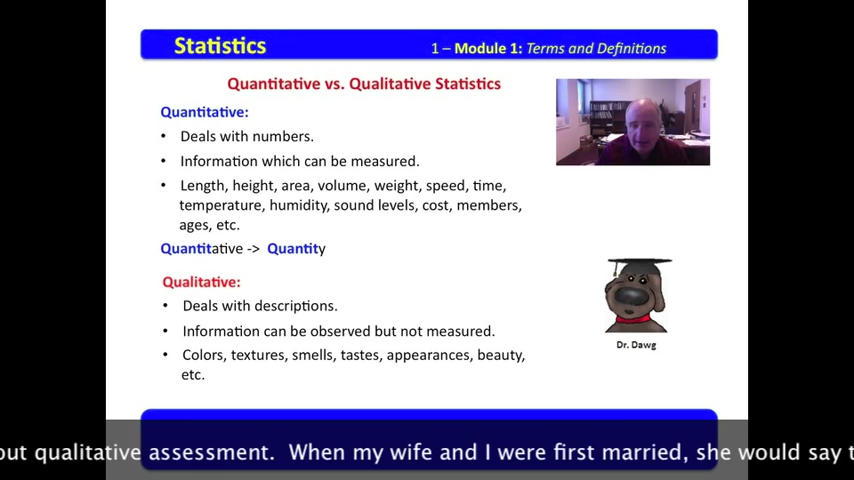 Statistics
1 – Module 1: Terms and Definitions
Quantitative vs. Qualitative Statistics
Quantitative:
• Deals with numbers.
• Information which can be measured.
• Length, height, area, volume, weight, speed, time,
temperature, humidity, sound levels, cost, members,
ages, etc.
Quantitative -> Quantity
Qualitative:
• Deals with descriptions.
• Information can be observed but not measured.
• Colors, textures, smells, tastes, appearances, beauty,
etc.
Dr. Dawg
qualitative assessment.  When my wife and I were first married, she would say